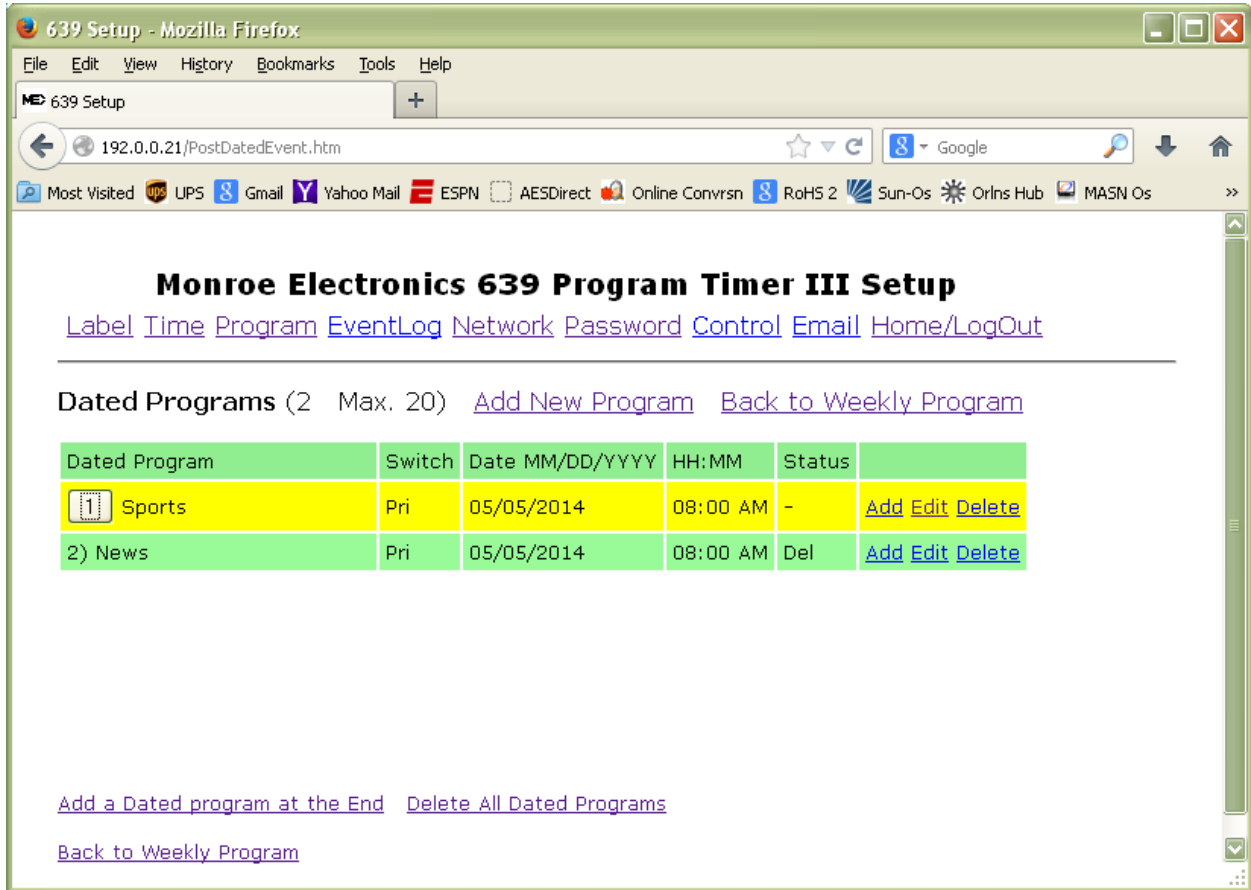 639 Setup - Mozilla Firefox
File Edit View History Bookmarks Tools Help
639 Setup +
192.0.0.21/PostDatedEvent.htm 8 Google
Most Visited ups UPS 8 Gmail Y Yahoo Mail ESPN AESDirect Online Convrsn 8 RoHS 2 Sun-Os Orlns Hub MASN Os »
Monroe Electronics 639 Program Timer III Setup
Label Time Program EventLog Network Password Control Email Home/LogOut
Dated Programs (2 Max. 20) Add New Program Back to Weekly Program
Dated Program Switch Date MM/DD/YYYY HH:MM Status
1 Sports Pri 05/05/2014 08:00 AM - Add Edit Delete
2) News Pri 05/05/2014 08:00 AM Del Add Edit Delete
Add a Dated program at the End Delete All Dated Programs
Back to Weekly Program